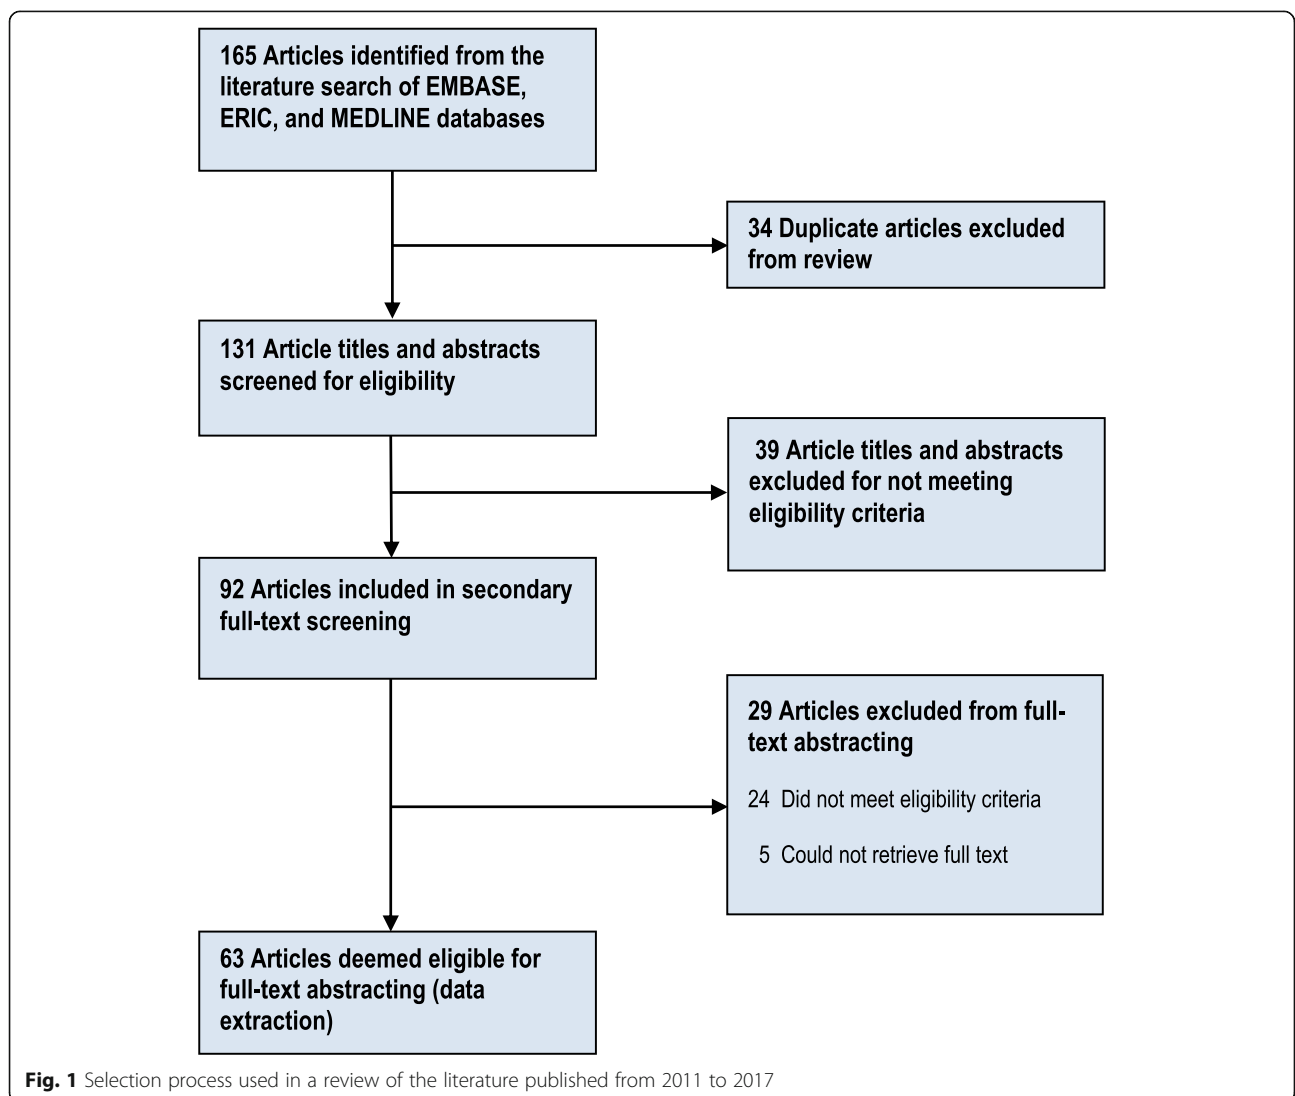 165 Articles identified from the
literature search of EMBASE,
ERIC, and MEDLINE databases
34 Duplicate articles excluded
from review
131 Article titles and abstracts
screened for eligibility
39 Article titles and abstracts
excluded for not meeting
eligibility criteria
92 Articles included in secondary
full-text screening
29 Articles excluded from full-
text abstracting
24 Did not meet eligibility criteria
5 Could not retrieve full text
63 Articles deemed eligible for
full-text abstracting (data
extraction)
Fig. 1 Selection process used in a review of the literature published from 2011 to 2017